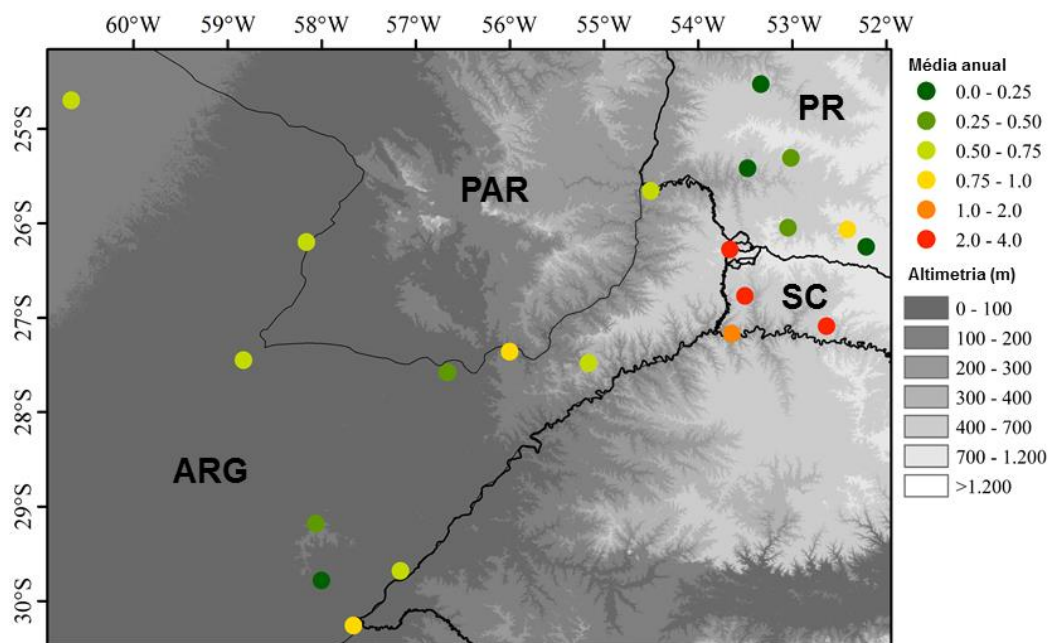 60°W 59°W 58°W 57°W 56°W 55°W 54°W 53°W 52°W
25°S
26°S
27°S
28°S
29°S
30°S
PR
PAR
SC
ARG
Média anual
0.0 - 0.25
0.25 - 0.50
0.50 - 0.75
0.75 - 1.0
1.0 - 2.0
2.0 - 4.0
Altimetria (m)
0 - 100
100 - 200
200 - 300
300 - 400
400 - 700
700 - 1.200
>1.200